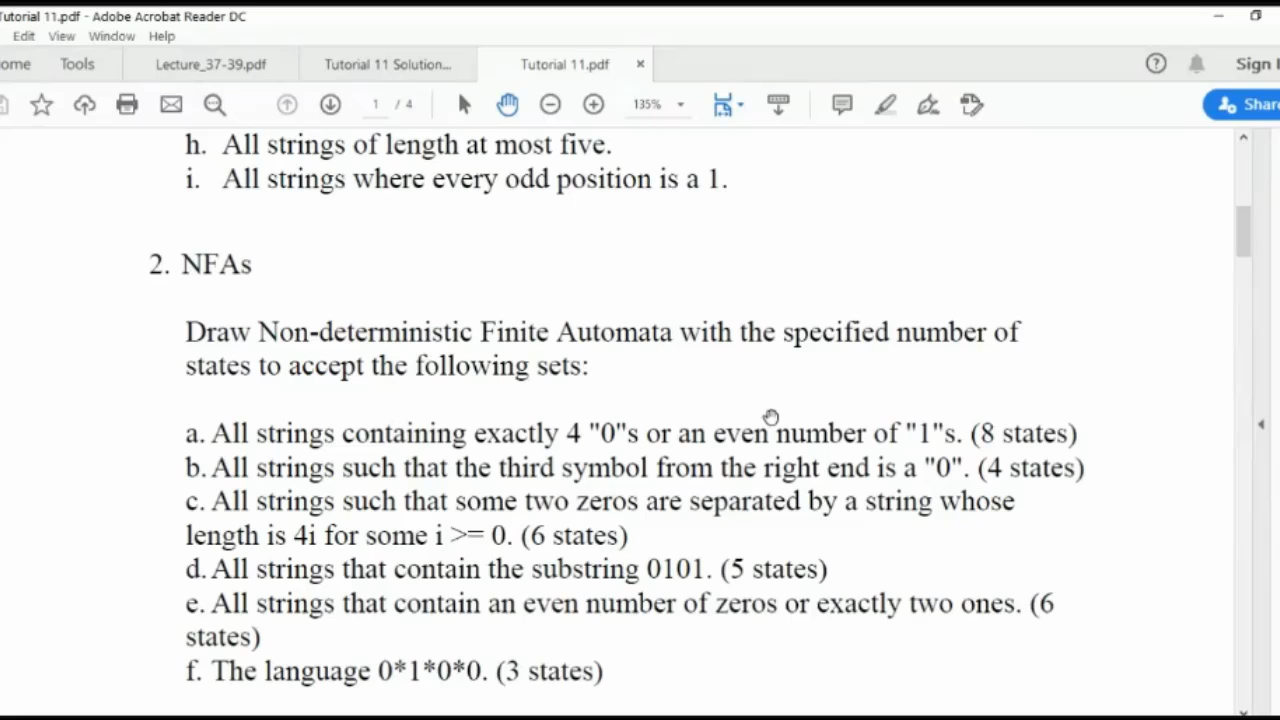 Tutorial 11.pdf - Adobe Acrobat Reader DC
Edit View Window Help
ome Tools Lecture_37-39.pdf Tutorial 11 Solution... Tutorial 11.pdf × ? Sign I
1 / 4 135% Shar
h. All strings of length at most five.
i. All strings where every odd position is a 1.
2. NFAs
Draw Non-deterministic Finite Automata with the specified number of
states to accept the following sets:
a. All strings containing exactly 4 "0"s or an even number of "1"s. (8 states)
b. All strings such that the third symbol from the right end is a "0". (4 states)
c. All strings such that some two zeros are separated by a string whose
length is 4i for some i >= 0. (6 states)
d. All strings that contain the substring 0101. (5 states)
e. All strings that contain an even number of zeros or exactly two ones. (6
states)
f. The language 0*1*0*0. (3 states)